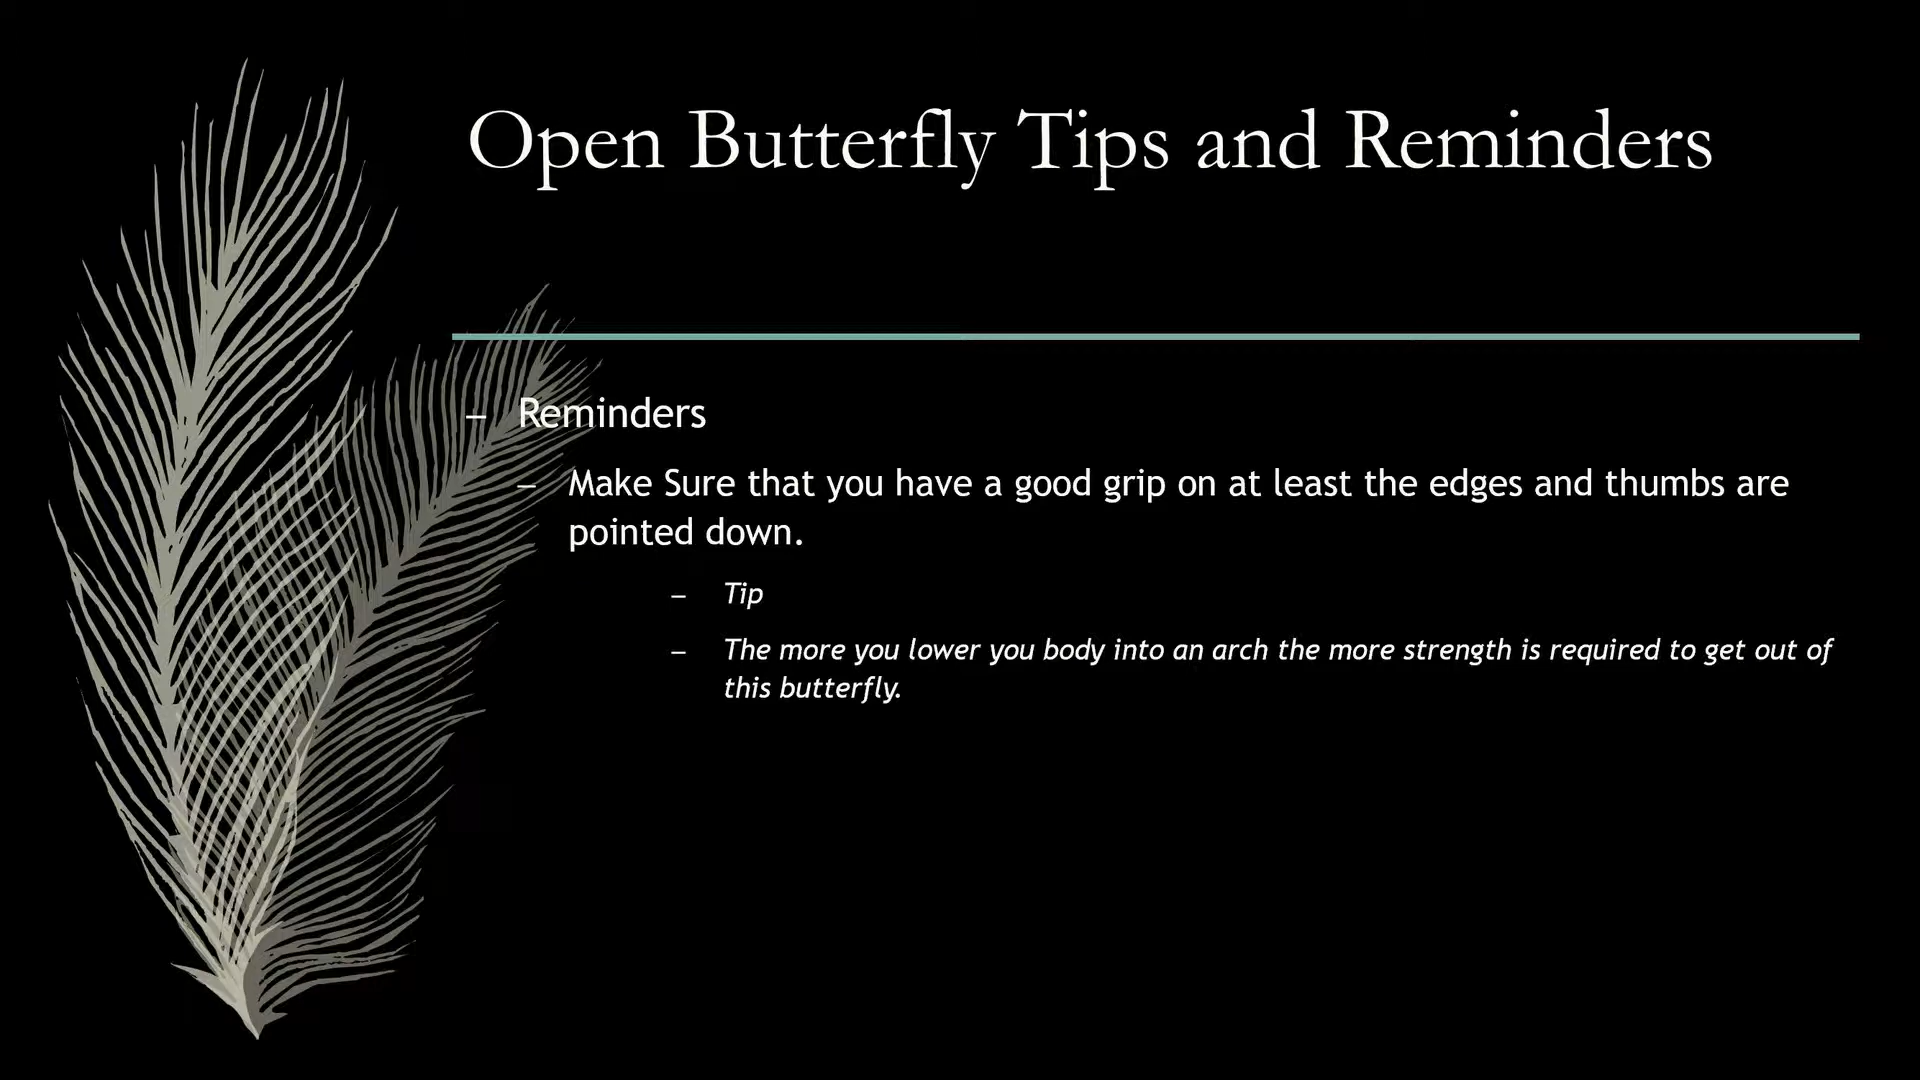 Open Butterfly Tips and Reminders
– Reminders
– Make Sure that you have a good grip on at least the edges and thumbs are
pointed down.
– Tip
– The more you lower you body into an arch the more strength is required to get out of
this butterfly.